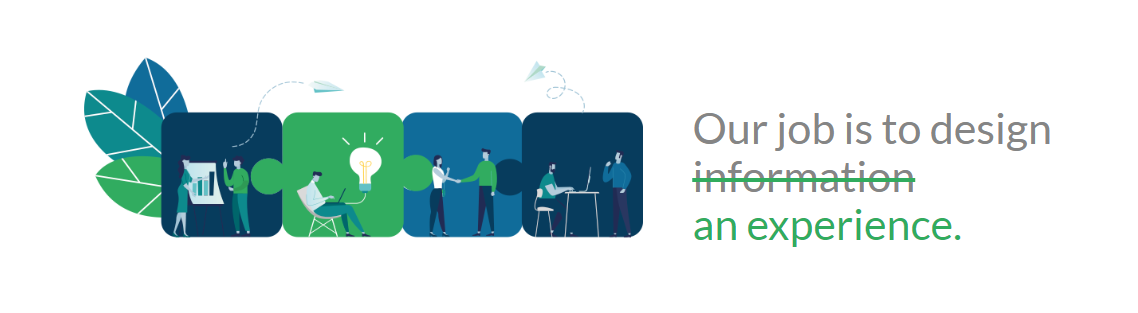 Our job is to design
information
an experience.